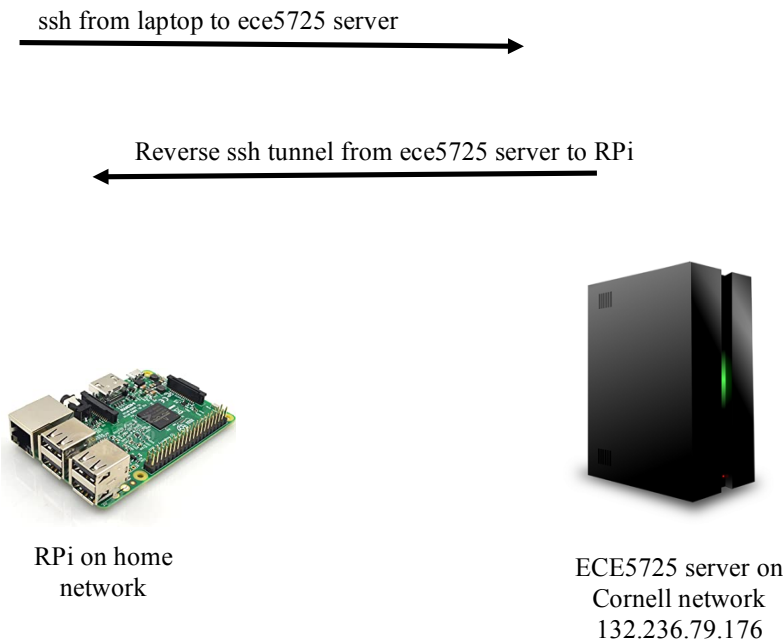 ssh from laptop to ece5725 server
Reverse ssh tunnel from ece5725 server to RPi
RPi on home
network
ECE5725 server on
Cornell network
132.236.79.176